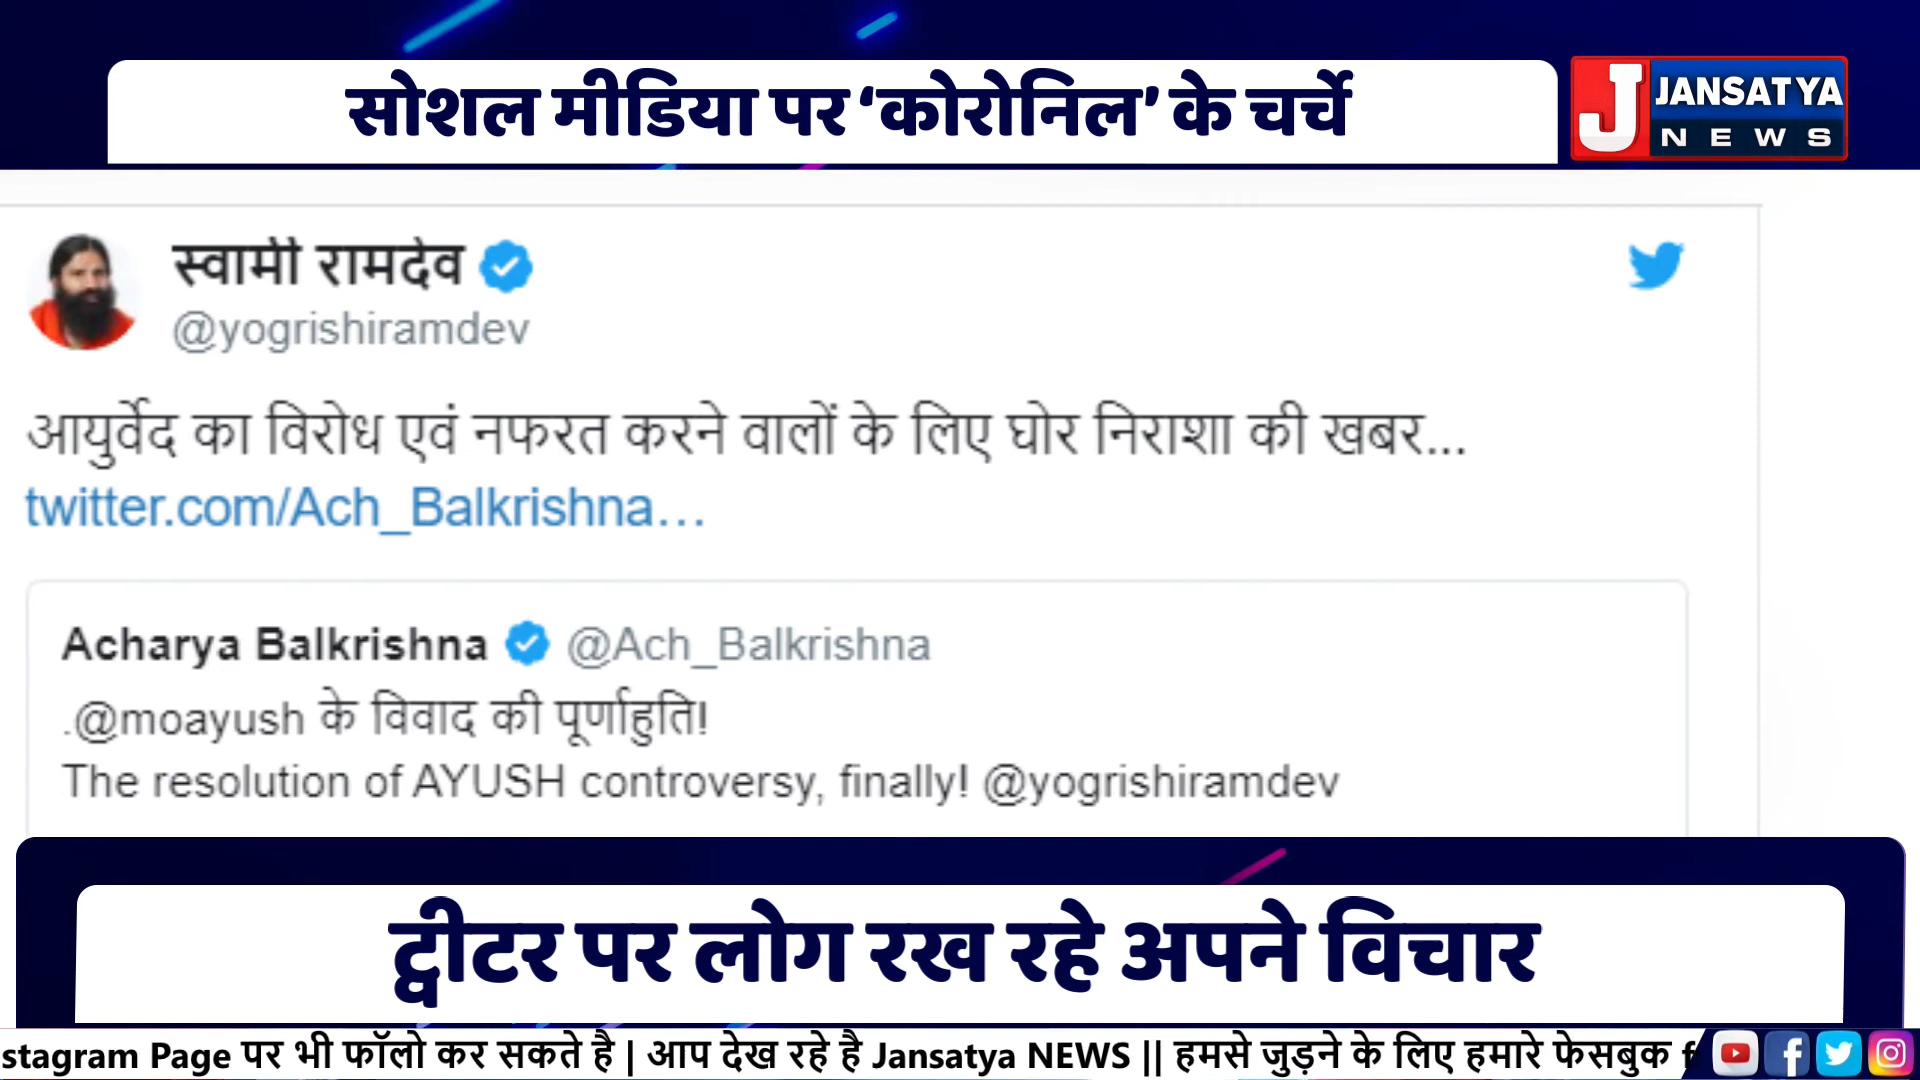 सोशल मीडिया पर ‘कोरोनिल’ के चर्चे
J JANSATYA
NEWS
स्वामी रामदेव
@yogrishiramdev
आयुर्वेद का विरोध एवं नफरत करने वालों के लिए घोर निराशा की खबर...
twitter.com/Ach_Balkrishna...
Acharya Balkrishna @Ach_Balkrishna
.@moayush के विवाद की पूर्णाहुति!
The resolution of AYUSH controversy, finally! @yogrishiramdev
ट्वीटर पर लोग रख रहे अपने विचार
stagram Page पर भी फॉलो कर सकते है | आप देख रहे है Jansatya NEWS || हमसे जुड़ने के लिए हमारे फेसबुक f